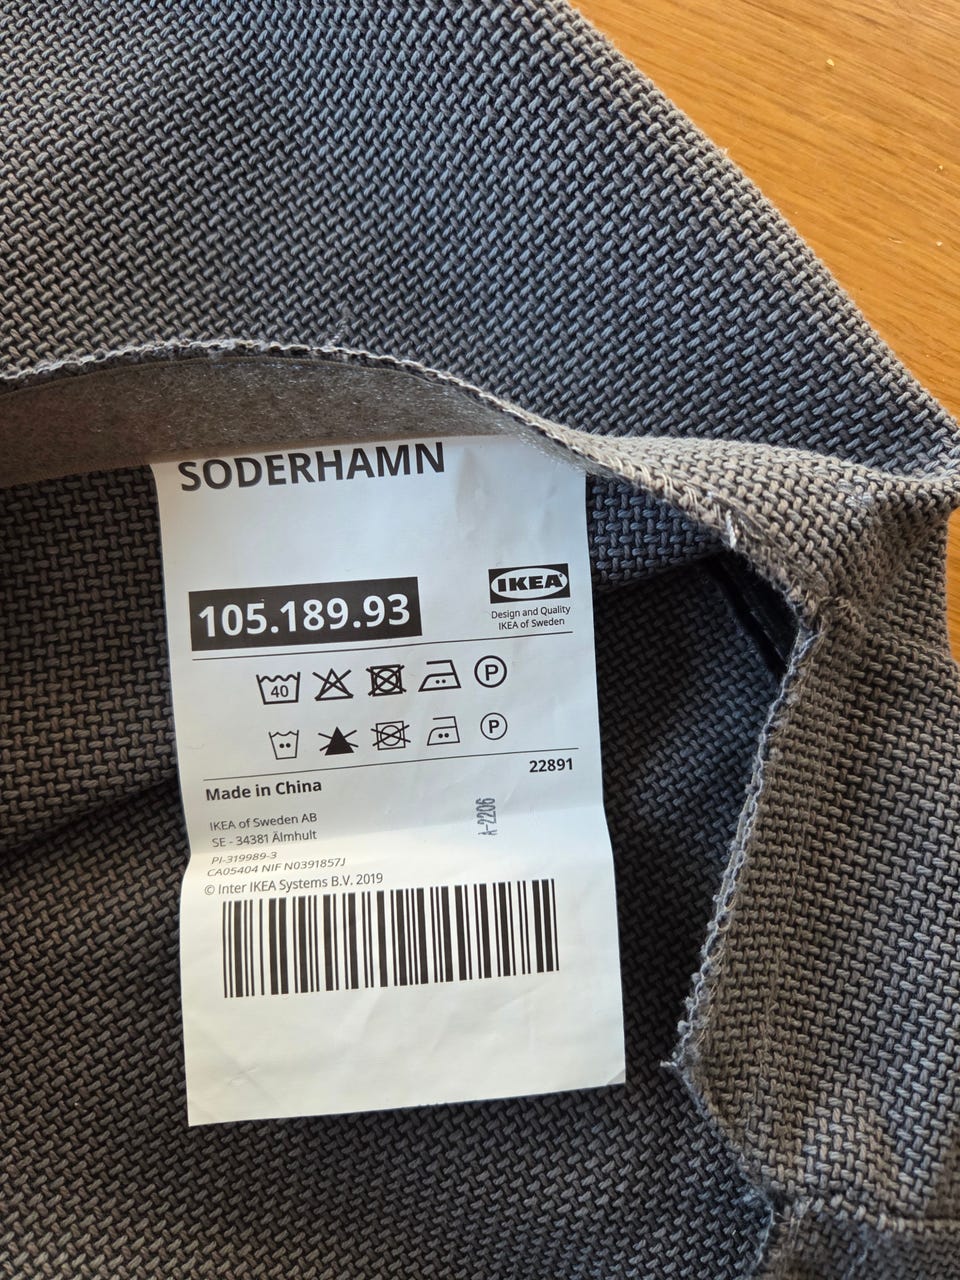 SODERHAMN
105.189.93
IKEA
Design and Quality
IKEA of Sweden
40
P
P
22891
Made in China
IKEA of Sweden AB
SE - 34381 Älmhult
PI-319989-3
CA05404 NIF N0391857J
© Inter IKEA Systems B.V. 2019
A-2206